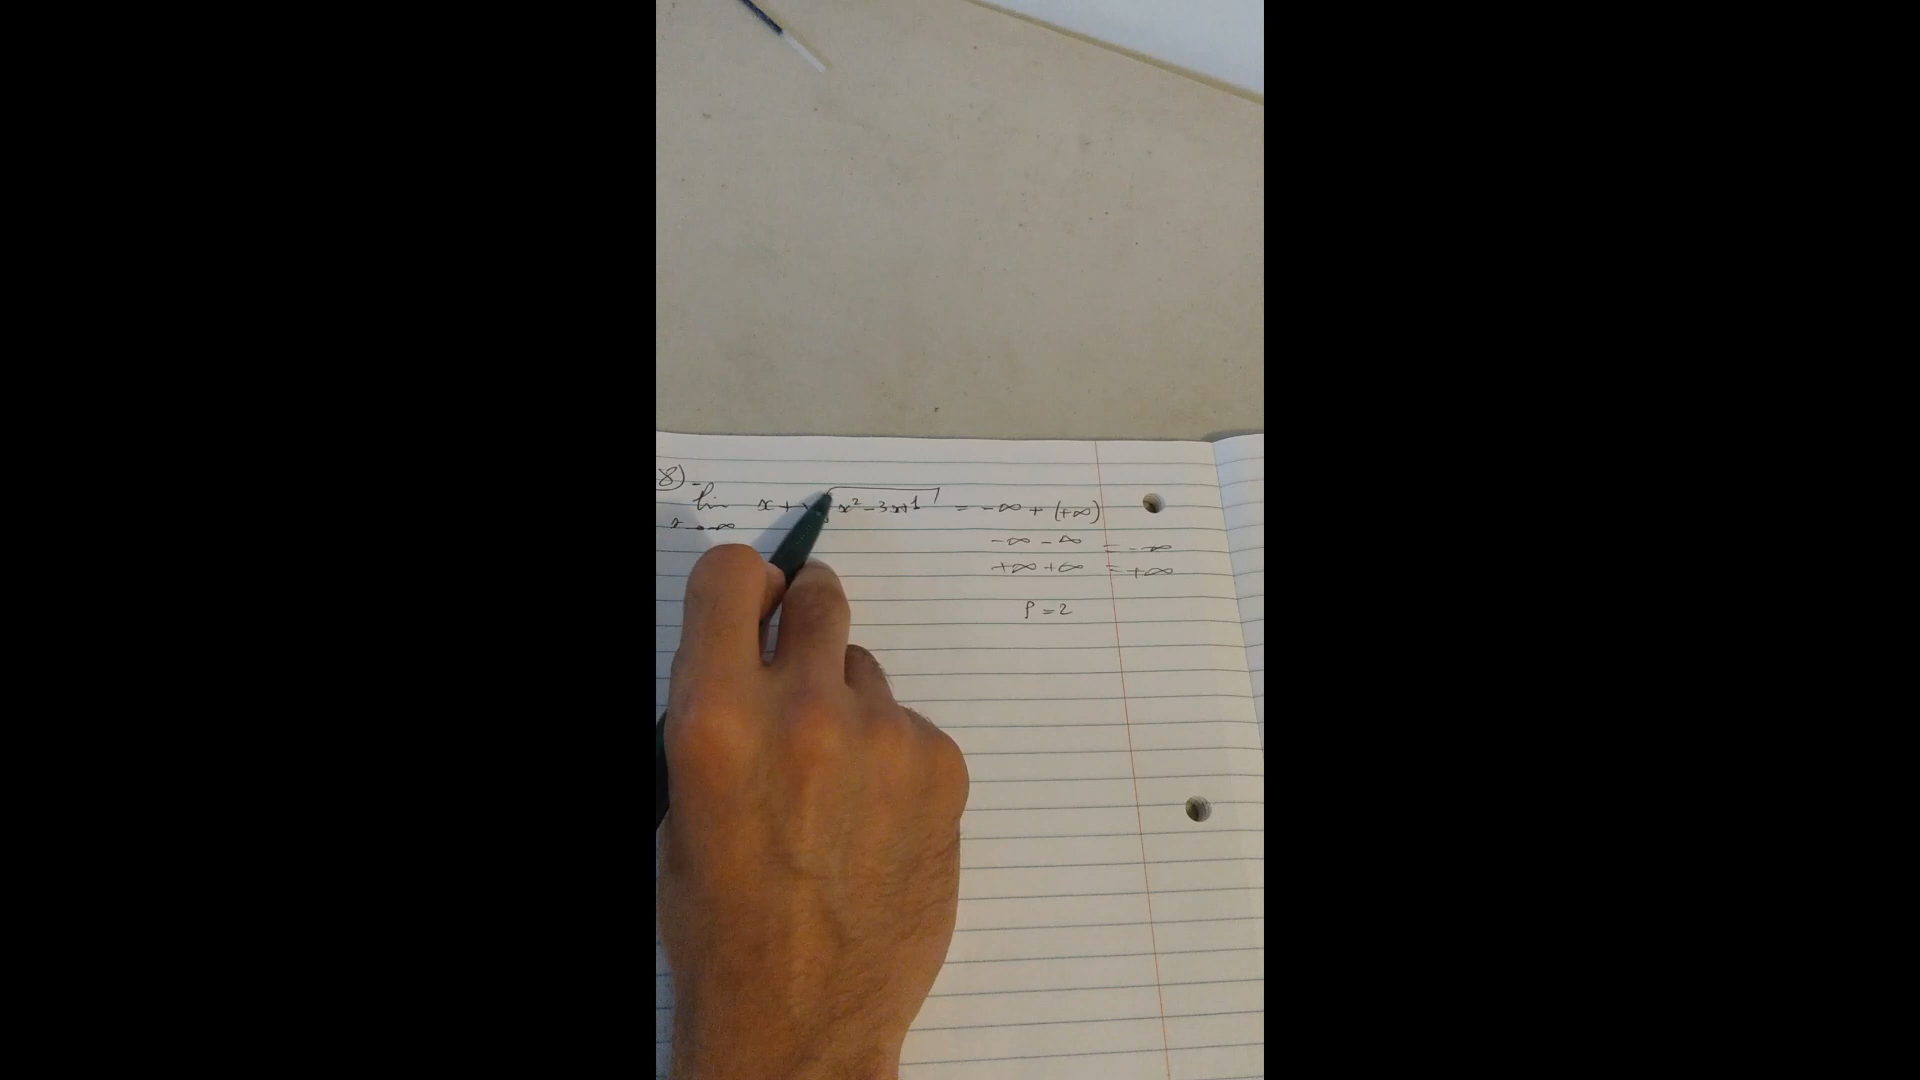 8)
lim x + √x² - 3x+1 = -∞ + (+∞)
x→-∞
-∞ - ∞ = -∞
+∞ + ∞ = +∞
P = 2